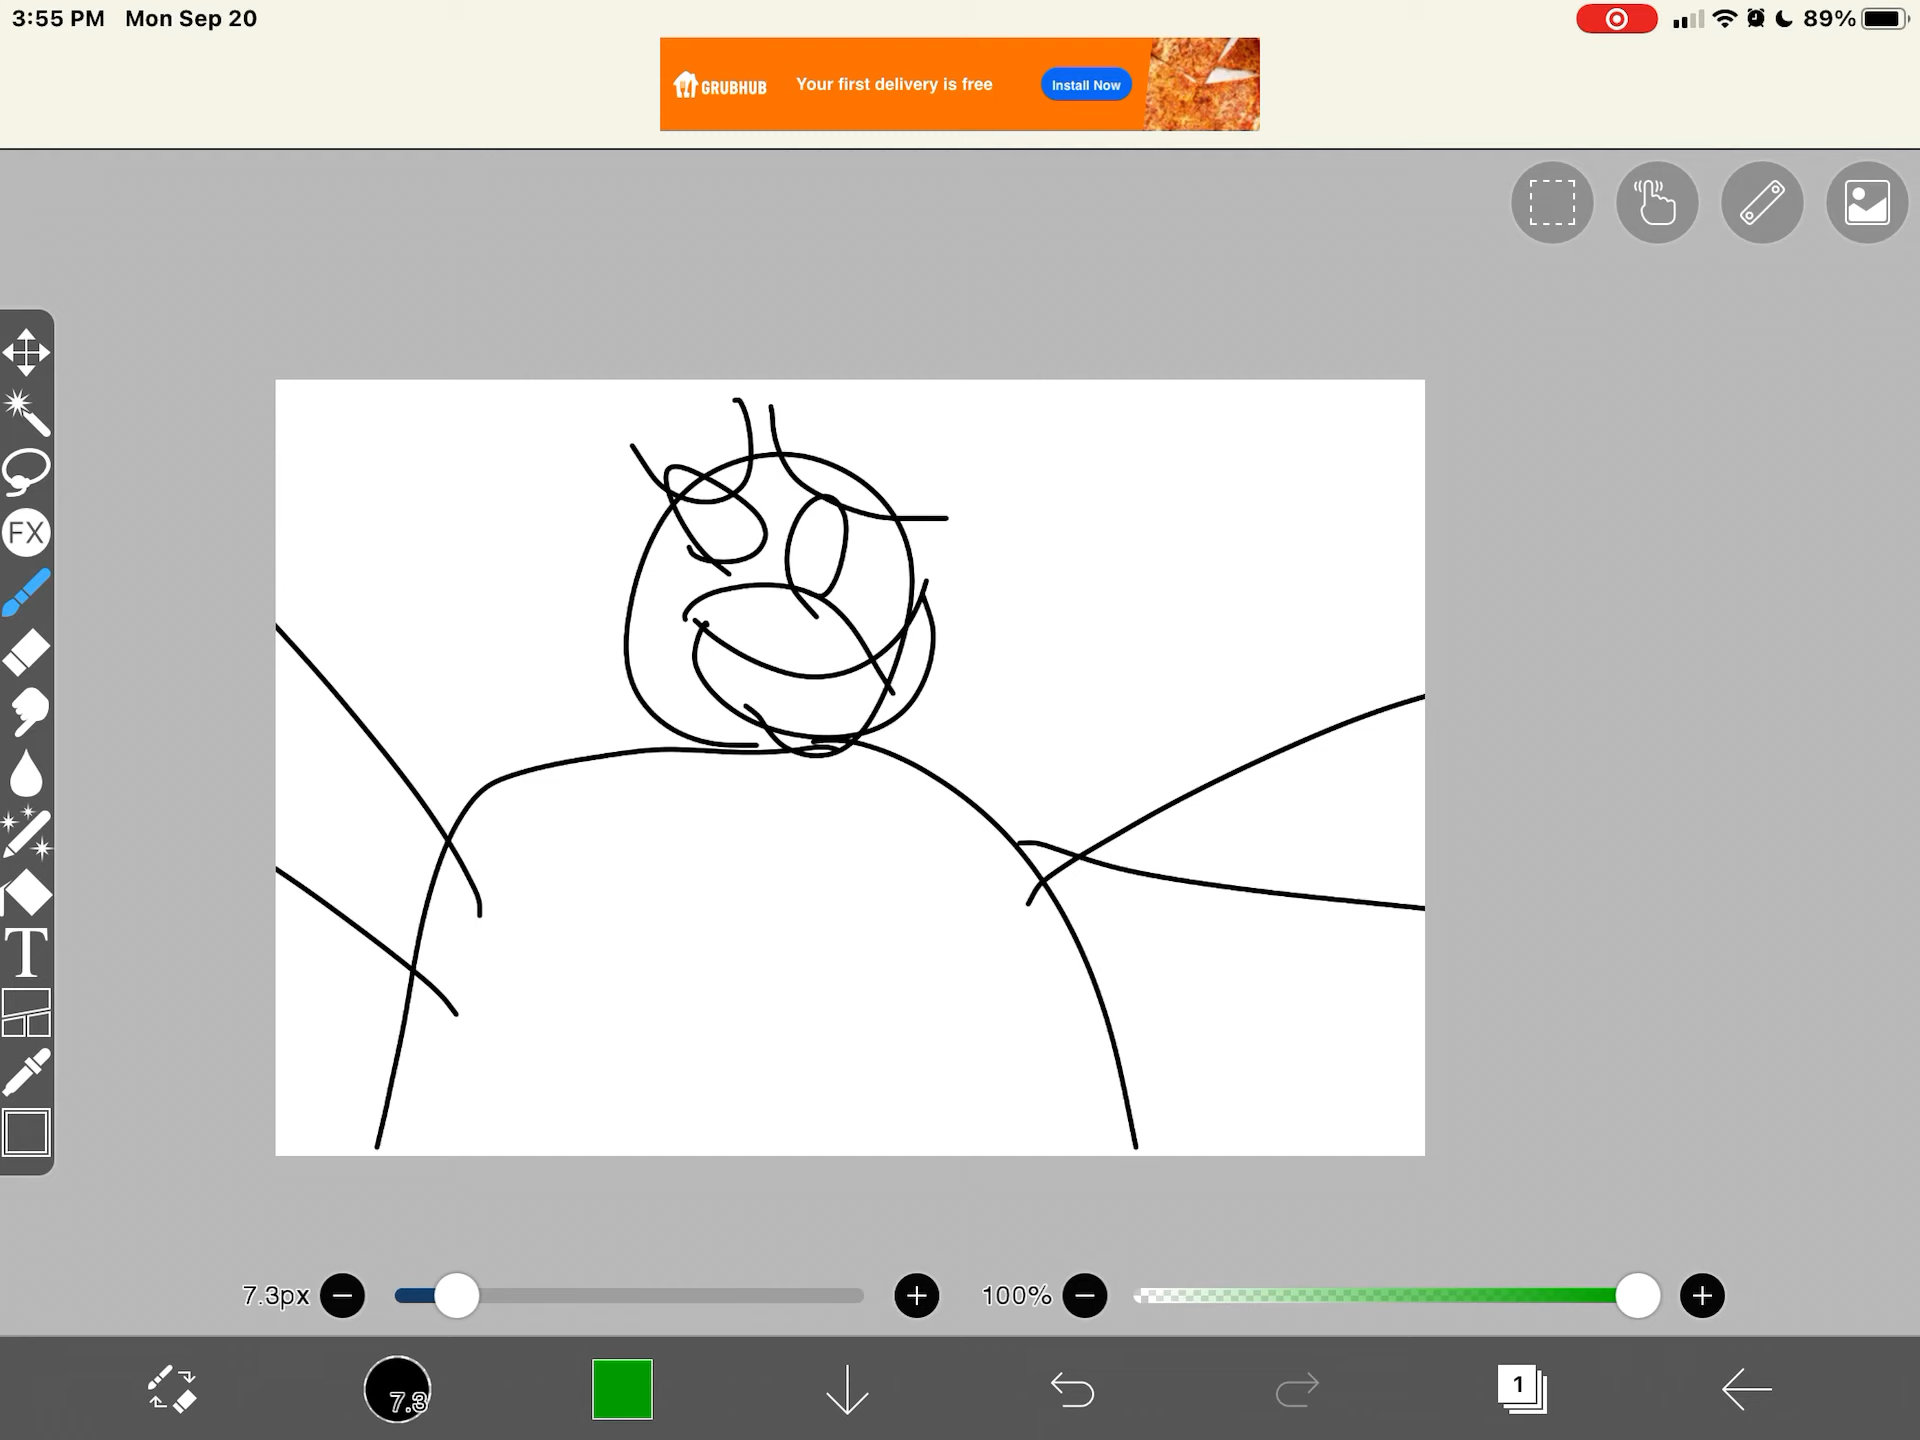 3:55 PM Mon Sep 20
89%
GRUBHUB
Your first delivery is free
Install Now
FX
T
7.3px
100%
7.3
1